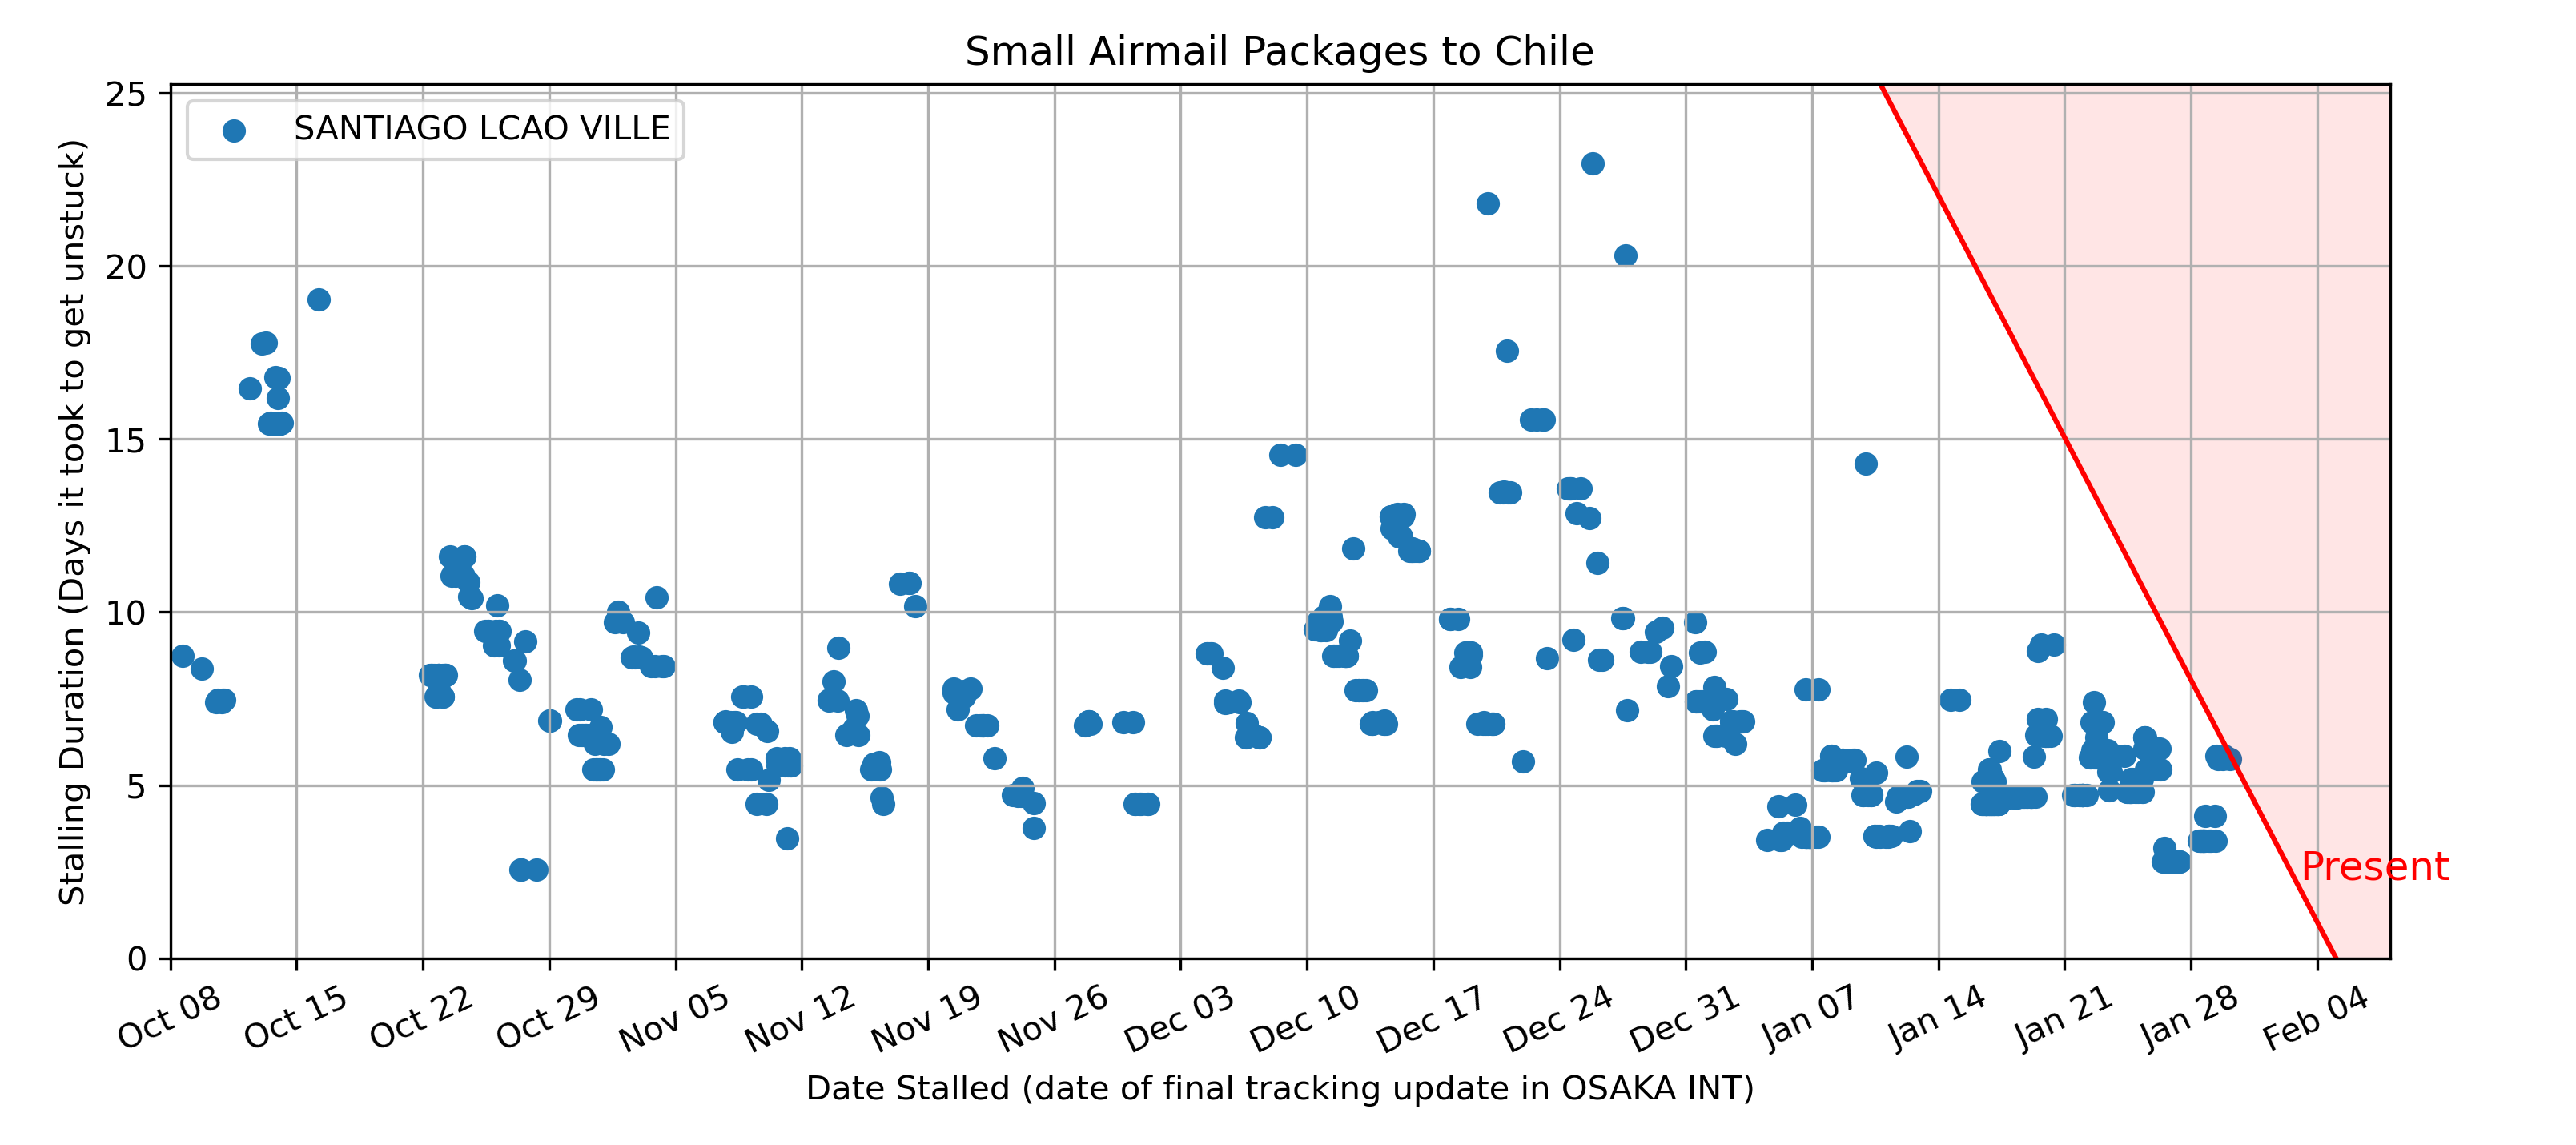 Small Airmail Packages to Chile
SANTIAGO LCAO VILLE
Stalling Duration (Days it took to get unstuck)
25
20
15
10
5
0
Present
Oct 08
Oct 15
Oct 22
Oct 29
Nov 05
Nov 12
Nov 19
Nov 26
Dec 03
Dec 10
Dec 17
Dec 24
Dec 31
Jan 07
Jan 14
Jan 21
Jan 28
Feb 04
Date Stalled (date of final tracking update in OSAKA INT)